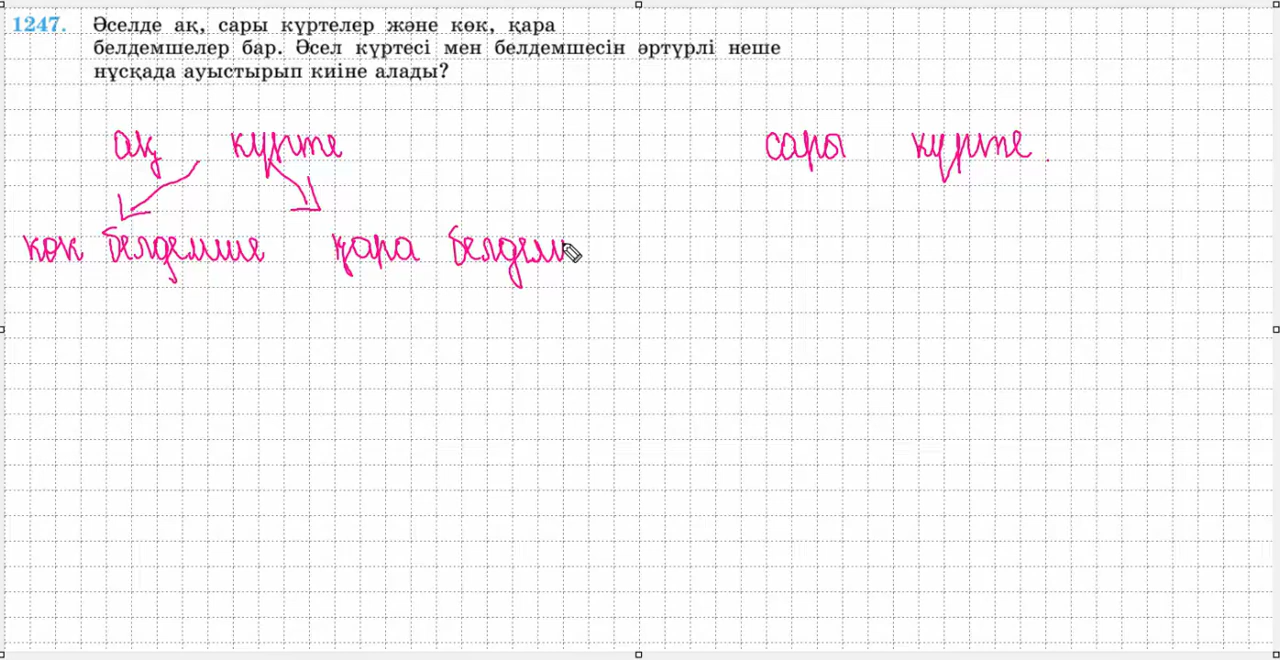 1247. Әселде ақ, сары күртелер және көк, қара
белдемшелер бар. Әсел күртесі мен белдемшесін әртүрлі неше
нұсқада ауыстырып киіне алады?
ақ күрте сары күрте
көк белдемше қара белдем